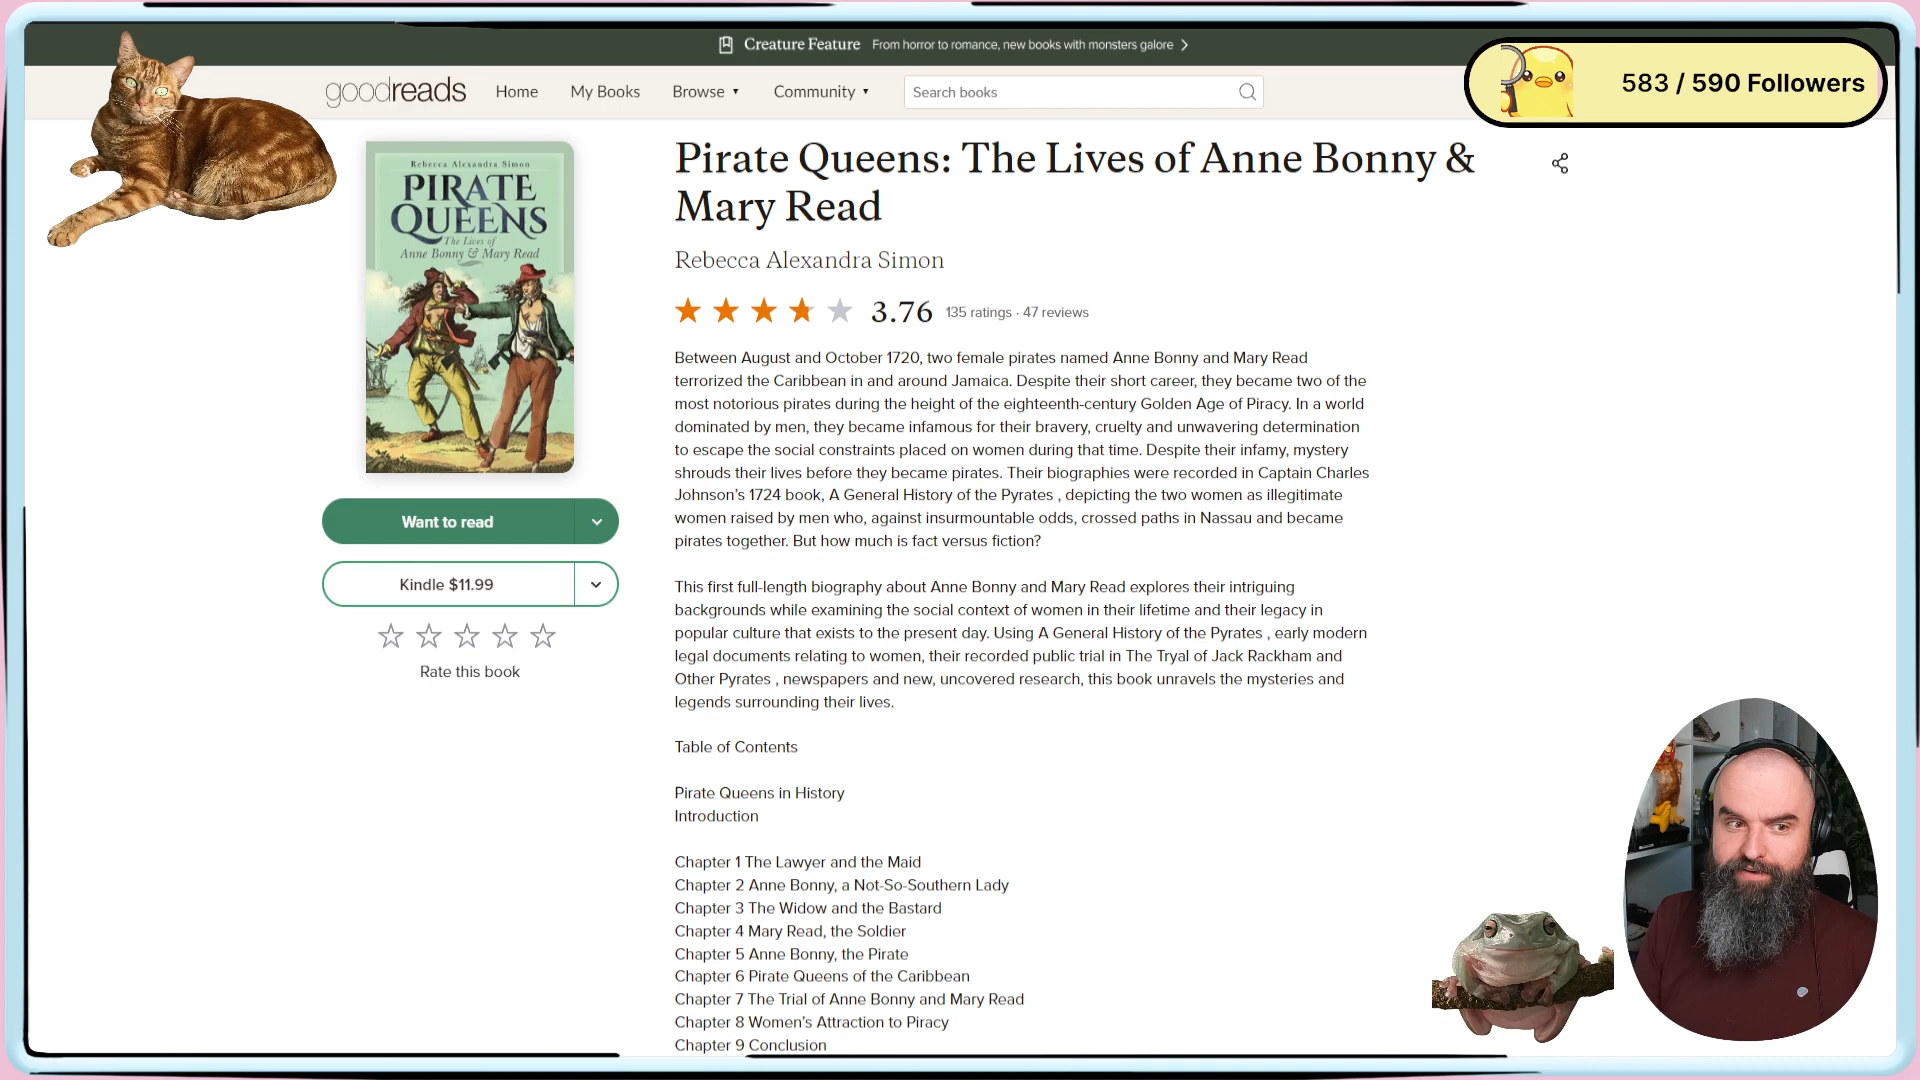 Creature Feature From horror to romance, new books with monsters galore
583 / 590 Followers
goodreads Home My Books Browse Community Search books
Rebecca Alexandra Simon
PIRATE
QUEENS
The Lives of
Anne Bonny & Mary Read
Want to read
Kindle $11.99
Rate this book
Pirate Queens: The Lives of Anne Bonny &
Mary Read
Rebecca Alexandra Simon
3.76 135 ratings · 47 reviews
Between August and October 1720, two female pirates named Anne Bonny and Mary Read
terrorized the Caribbean in and around Jamaica. Despite their short career, they became two of the
most notorious pirates during the height of the eighteenth-century Golden Age of Piracy. In a world
dominated by men, they became infamous for their bravery, cruelty and unwavering determination
to escape the social constraints placed on women during that time. Despite their infamy, mystery
shrouds their lives before they became pirates. Their biographies were recorded in Captain Charles
Johnson’s 1724 book, A General History of the Pyrates , depicting the two women as illegitimate
women raised by men who, against insurmountable odds, crossed paths in Nassau and became
pirates together. But how much is fact versus fiction?
This first full-length biography about Anne Bonny and Mary Read explores their intriguing
backgrounds while examining the social context of women in their lifetime and their legacy in
popular culture that exists to the present day. Using A General History of the Pyrates , early modern
legal documents relating to women, their recorded public trial in The Tryal of Jack Rackham and
Other Pyrates , newspapers and new, uncovered research, this book unravels the mysteries and
legends surrounding their lives.
Table of Contents
Pirate Queens in History
Introduction
Chapter 1 The Lawyer and the Maid
Chapter 2 Anne Bonny, a Not-So-Southern Lady
Chapter 3 The Widow and the Bastard
Chapter 4 Mary Read, the Soldier
Chapter 5 Anne Bonny, the Pirate
Chapter 6 Pirate Queens of the Caribbean
Chapter 7 The Trial of Anne Bonny and Mary Read
Chapter 8 Women’s Attraction to Piracy
Chapter 9 Conclusion